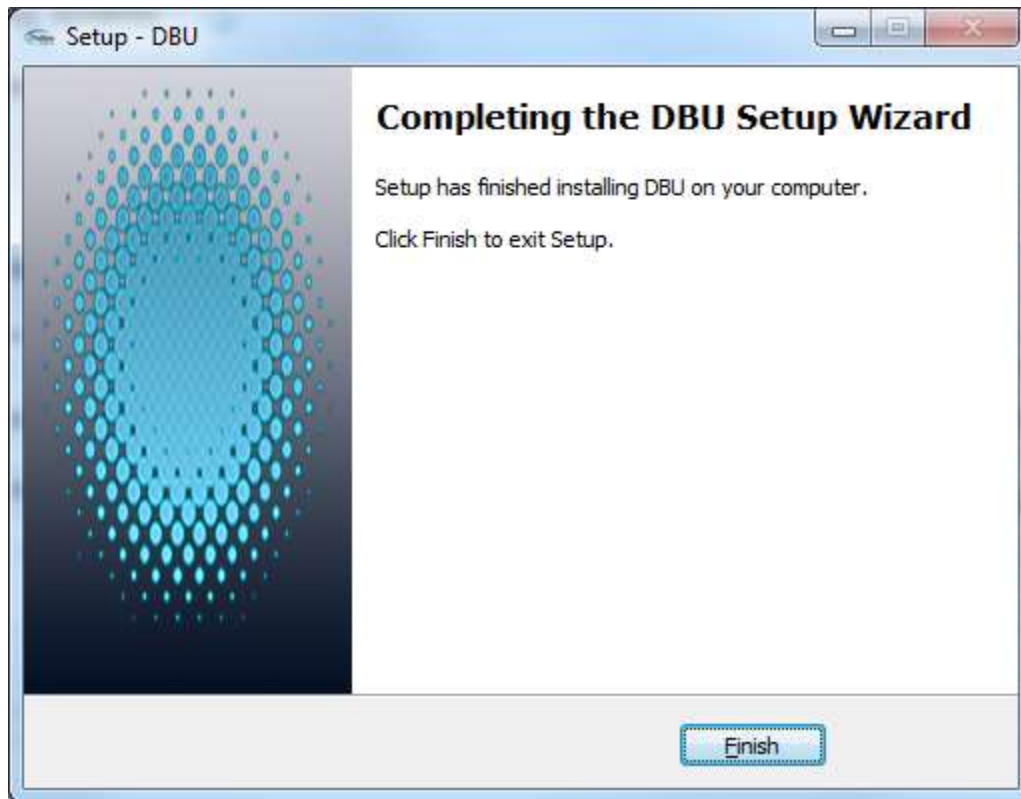 Setup - DBU
Completing the DBU Setup Wizard
Setup has finished installing DBU on your computer.
Click Finish to exit Setup.
Finish